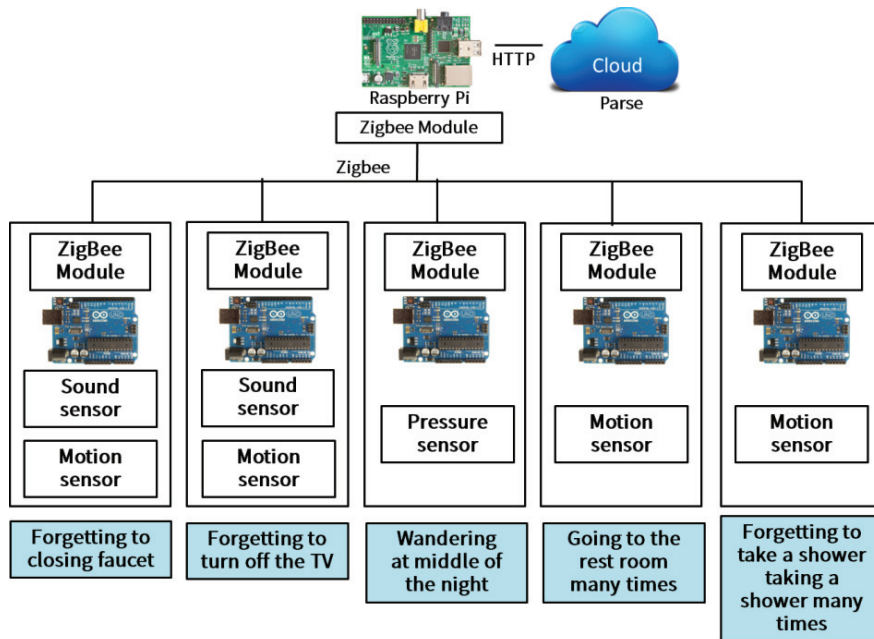 HTTP
Cloud
Raspberry Pi
Parse
Zigbee Module
Zigbee
ZigBee
Module
ZigBee
Module
ZigBee
Module
ZigBee
Module
ZigBee
Module
Sound
sensor
Sound
sensor
Pressure
sensor
Motion
sensor
Motion
sensor
Motion
sensor
Motion
sensor
Forgetting to
closing faucet
Forgetting to
turn off the TV
Wandering
at middle of
the night
Going to the
rest room
many times
Forgetting to
take a shower
taking a
shower many
times